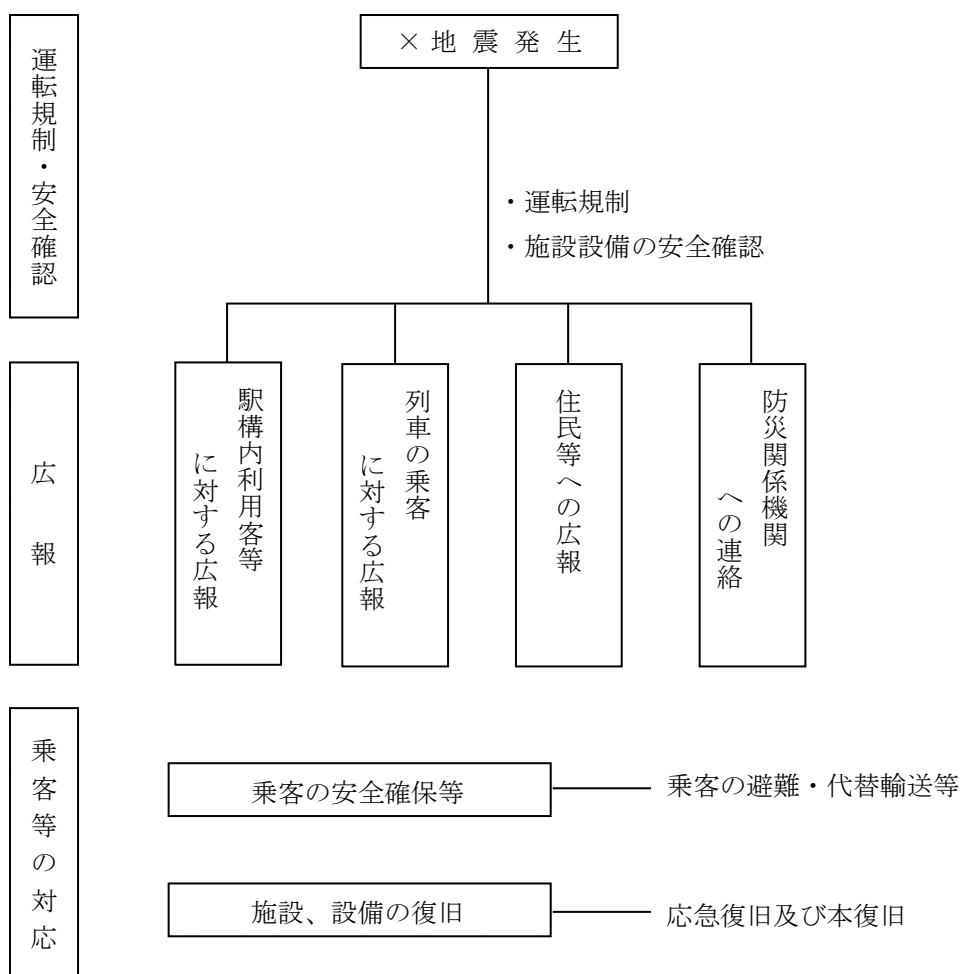 運転規制・安全確認
×地震発生
・運転規制
・施設設備の安全確認
広報
駅構内利用客等
に対する広報
列車の乗客
に対する広報
住民等への広報
防災関係機関
への連絡
乗客等の対応
乗客の安全確保等
乗客の避難・代替輸送等
施設、設備の復旧
応急復旧及び本復旧